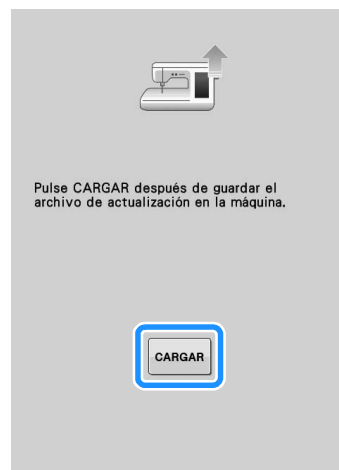 Pulse CARGAR después de guardar el
archivo de actualización en la máquina.
CARGAR